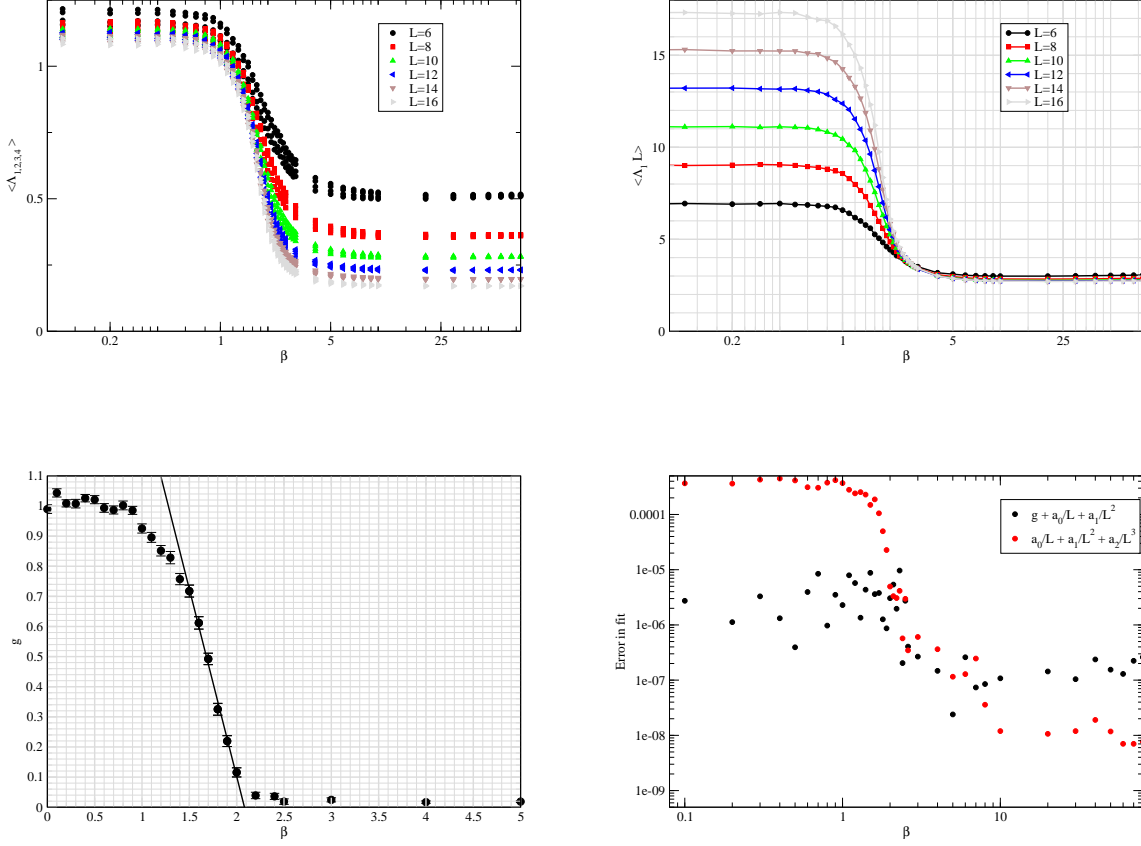 L=6
L=8
L=10
L=12
L=14
L=16
1
0.5
0
<Λ1,2,3,4 >
0.2 1 5 25
β
L=6
L=8
L=10
L=12
L=14
L=16
15
10
5
0
<Λ1 L>
0.2 1 5 25
β
1.1
1
0.9
0.8
0.7
0.6
0.5
0.4
0.3
0.2
0.1
0
g
0 0.5 1 1.5 2 2.5 3 3.5 4 4.5 5
β
g + a0/L + a1/L^2
a0/L + a1/L^2 + a2/L^3
0.0001
1e-05
1e-06
1e-07
1e-08
1e-09
Error in fit
0.1 1 10
β